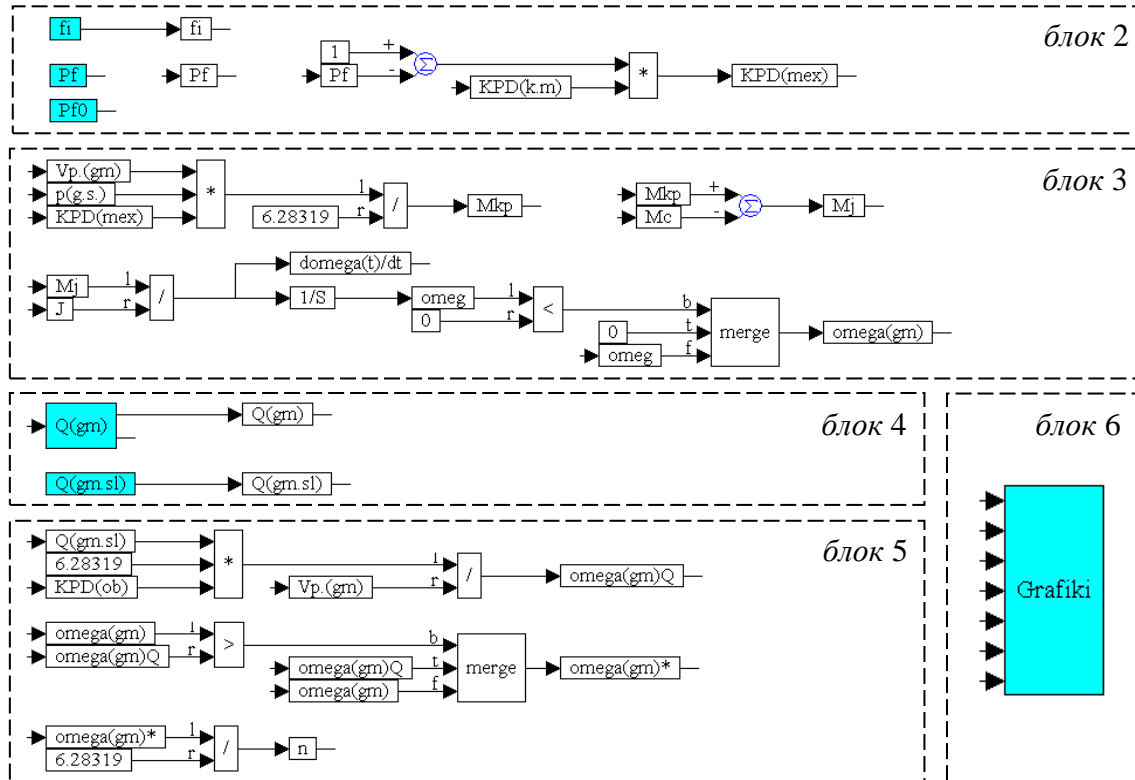 блок 2
fi
fi
Pf
Pf
Pf0
1
+
Pf
-
Σ
KPD(k.m)
*
KPD(mex)
блок 3
Vp.(gm)
p(g.s.)
KPD(mex)
*
l
6.28319
r
/
Mkp
Mkp
+
Mc
-
Σ
Mj
Mj
l
J
r
/
domega(t)/dt
1/S
omeg
l
0
r
<
b
0
t
omeg
f
merge
omega(gm)
блок 4
Q(gm)
Q(gm)
Q(gm.sl)
Q(gm.sl)
блок 5
Q(gm.sl)
6.28319
KPD(ob)
*
l
Vp.(gm)
r
/
omega(gm)Q
omega(gm)
l
omega(gm)Q
r
>
b
omega(gm)Q
t
omega(gm)
f
merge
omega(gm)*
omega(gm)*
l
6.28319
r
/
n
блок 6
Grafiki